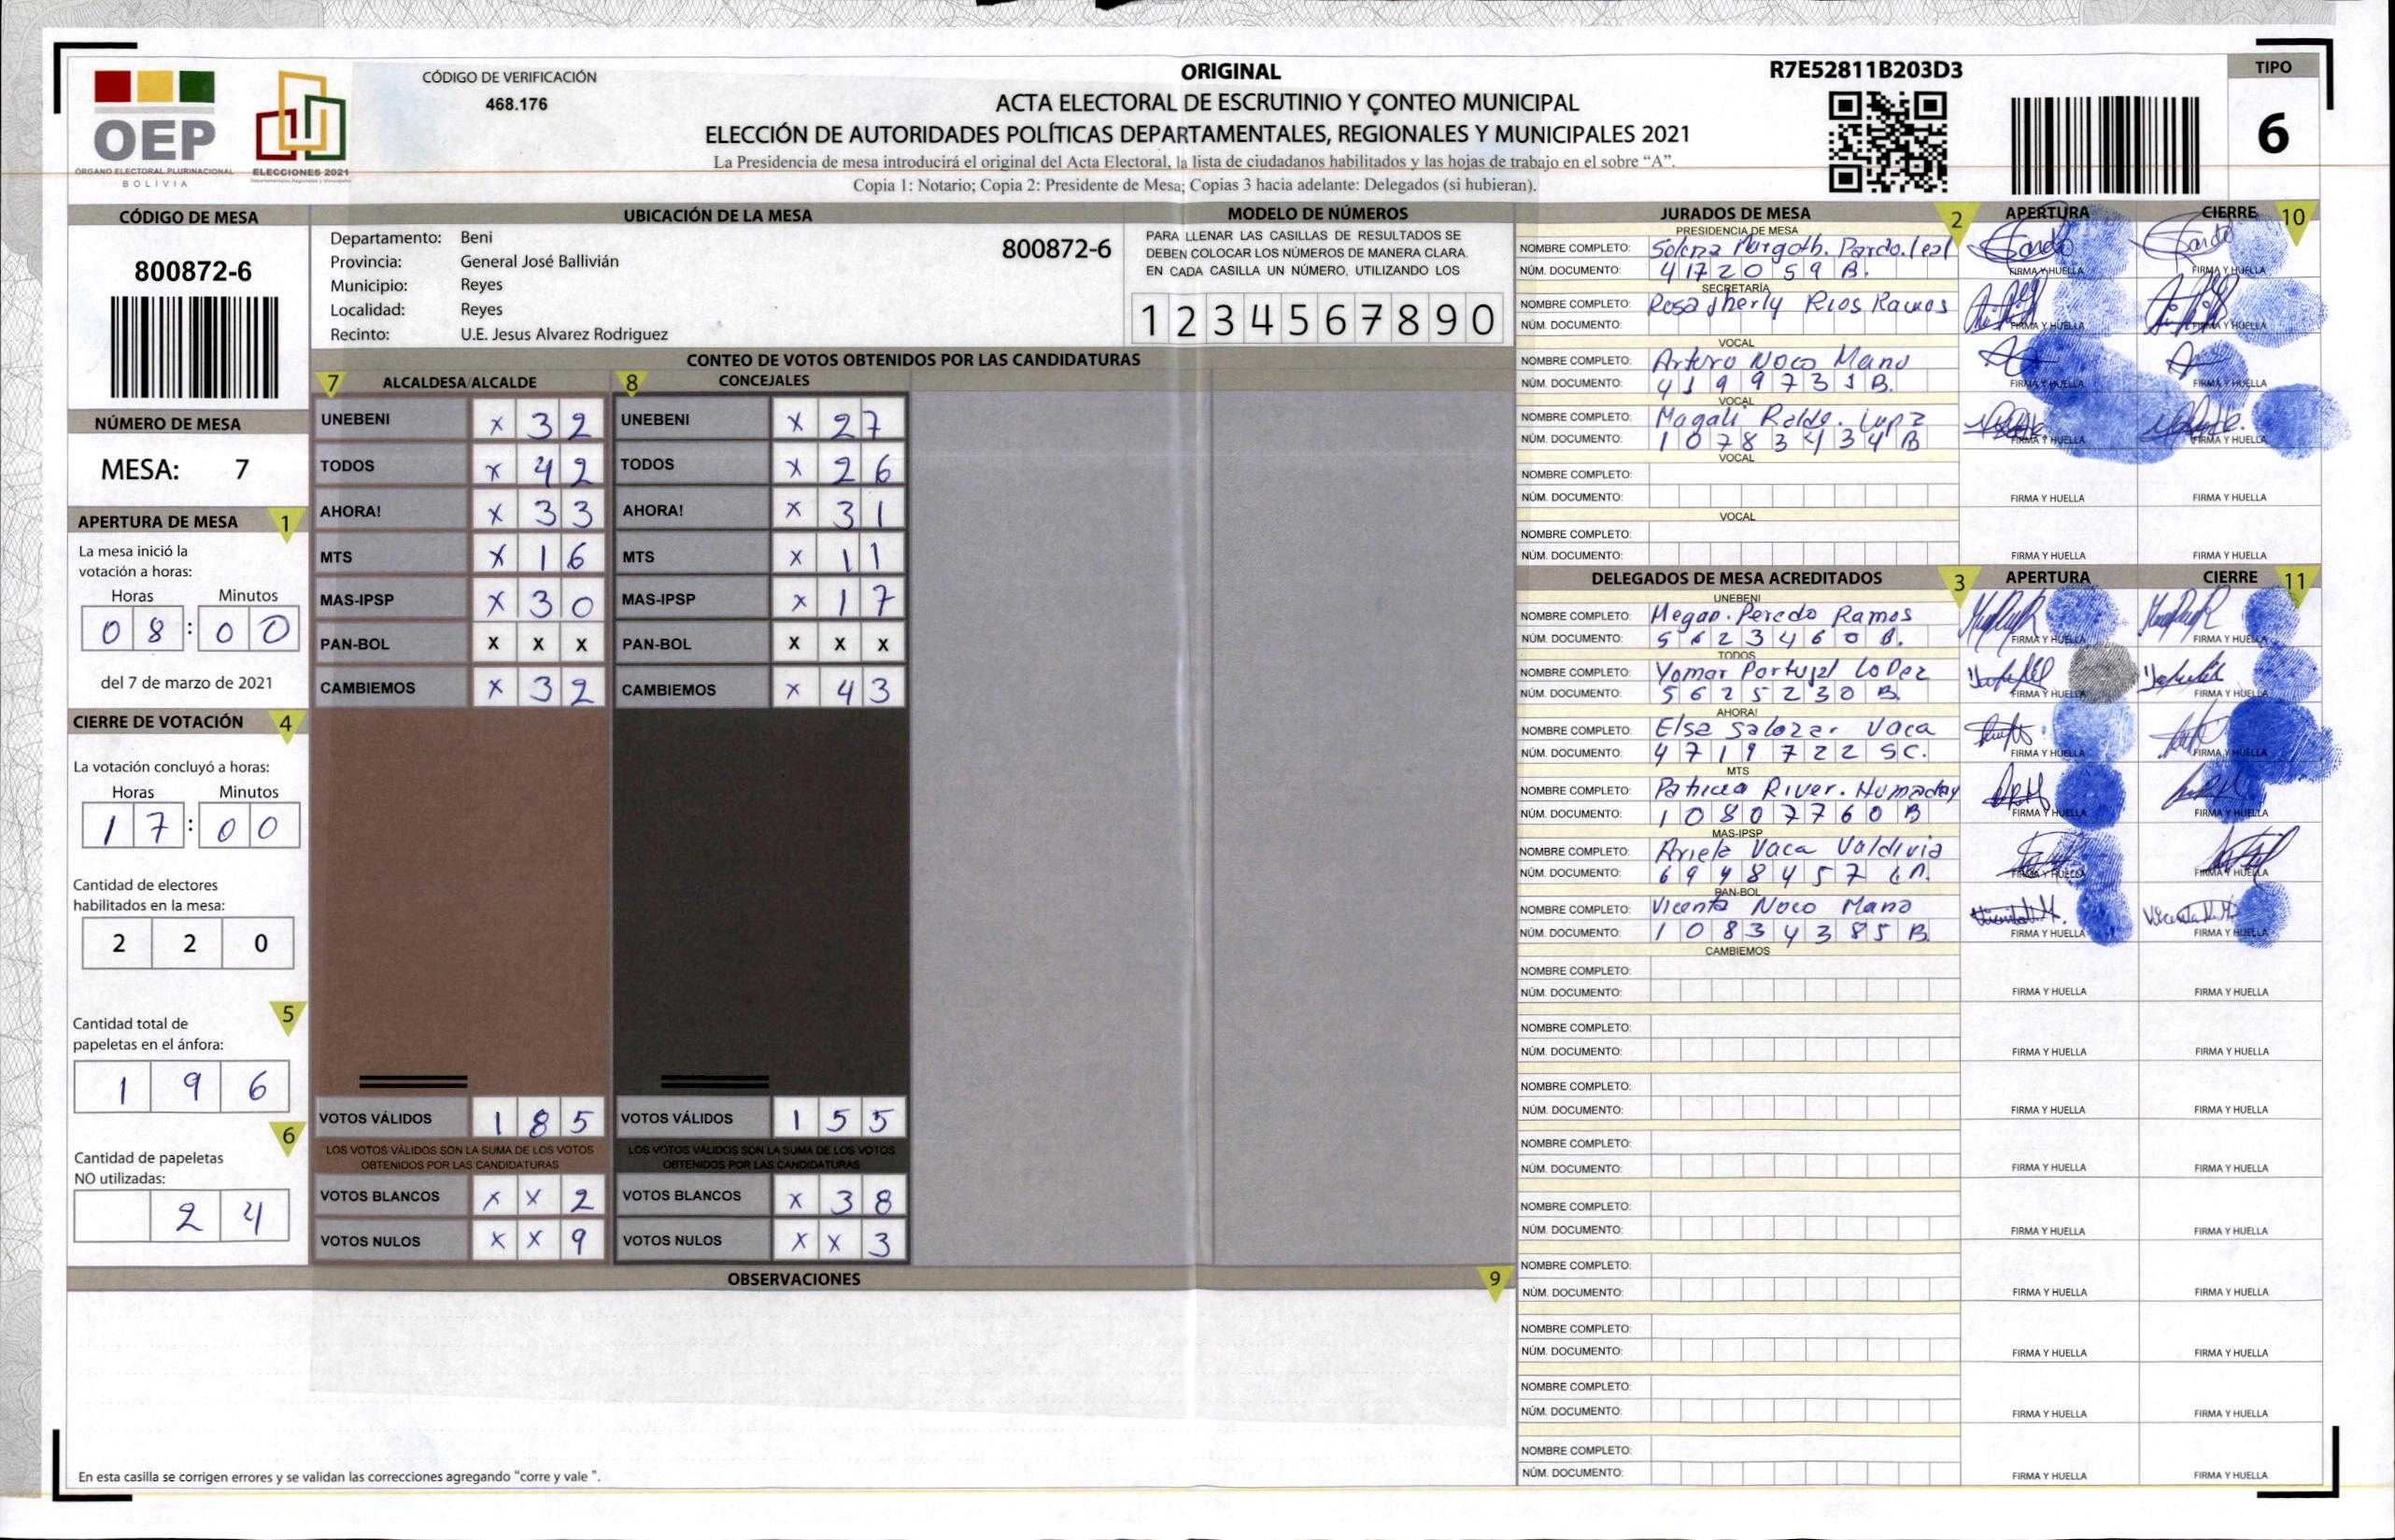 OEP
ÓRGANO ELECTORAL PLURINACIONAL
BOLIVIA
ELECCIONES 2021
CÓDIGO DE VERIFICACIÓN
468.176
ORIGINAL
ACTA ELECTORAL DE ESCRUTINIO Y CONTEO MUNICIPAL
ELECCIÓN DE AUTORIDADES POLÍTICAS DEPARTAMENTALES, REGIONALES Y MUNICIPALES 2021
La Presidencia de mesa introducirá el original del Acta Electoral, la lista de ciudadanos habilitados y las hojas de trabajo en el sobre “A”.
Copia 1: Notario; Copia 2: Presidente de Mesa; Copias 3 hacia adelante: Delegados (si hubieran).
R7E52811B203D3
TIPO
6
CÓDIGO DE MESA
800872-6
NÚMERO DE MESA
MESA: 7
APERTURA DE MESA 1
La mesa inició la
votación a horas:
Horas Minutos
0 8 : 0 0
del 7 de marzo de 2021
CIERRE DE VOTACIÓN 4
La votación concluyó a horas:
Horas Minutos
1 7 : 0 0
Cantidad de electores
habilitados en la mesa:
2 2 0
5
Cantidad total de
papeletas en el ánfora:
1 9 6
6
Cantidad de papeletas
NO utilizadas:
2 4
UBICACIÓN DE LA MESA
Departamento: Beni
Provincia: General José Ballivián
Municipio: Reyes
Localidad: Reyes
Recinto: U.E. Jesus Alvarez Rodriguez
800872-6
MODELO DE NÚMEROS
PARA LLENAR LAS CASILLAS DE RESULTADOS SE
DEBEN COLOCAR LOS NÚMEROS DE MANERA CLARA.
EN CADA CASILLA UN NÚMERO, UTILIZANDO LOS
1 2 3 4 5 6 7 8 9 0
CONTEO DE VOTOS OBTENIDOS POR LAS CANDIDATURAS
7 ALCALDESA/ALCALDE
UNEBENI x 3 2
TODOS x 4 2
AHORA! x 3 3
MTS x 1 6
MAS-IPSP x 3 0
PAN-BOL X X X
CAMBIEMOS x 3 2
VOTOS VÁLIDOS 1 8 5
LOS VOTOS VÁLIDOS SON LA SUMA DE LOS VOTOS
OBTENIDOS POR LAS CANDIDATURAS
VOTOS BLANCOS x x 2
VOTOS NULOS x x 9
8 CONCEJALES
UNEBENI x 2 7
TODOS x 2 6
AHORA! x 3 1
MTS x 1 1
MAS-IPSP x 1 7
PAN-BOL X X X
CAMBIEMOS x 4 3
VOTOS VÁLIDOS 1 5 5
LOS VOTOS VÁLIDOS SON LA SUMA DE LOS VOTOS
OBTENIDOS POR LAS CANDIDATURAS
VOTOS BLANCOS x 3 8
VOTOS NULOS x x 3
OBSERVACIONES 9
En esta casilla se corrigen errores y se validan las correcciones agregando "corre y vale ".
JURADOS DE MESA 2 APERTURA CIERRE 10
PRESIDENCIA DE MESA
NOMBRE COMPLETO: Margoth. Pardo. Leal
NÚM. DOCUMENTO: 4 1 7 2 0 5 9 B. FIRMA Y HUELLA FIRMA Y HUELLA
SECRETARÍA
NOMBRE COMPLETO: Rosa Rios Ramos
NÚM. DOCUMENTO: FIRMA Y HUELLA FIRMA Y HUELLA
VOCAL
NOMBRE COMPLETO: Arturo Noco Mano
NÚM. DOCUMENTO: 4 1 9 9 7 3 1 B. FIRMA Y HUELLA FIRMA Y HUELLA
VOCAL
NOMBRE COMPLETO: Magali
NÚM. DOCUMENTO: 1 0 7 8 3 4 3 4 B FIRMA Y HUELLA FIRMA Y HUELLA
VOCAL
NOMBRE COMPLETO:
NÚM. DOCUMENTO: FIRMA Y HUELLA FIRMA Y HUELLA
VOCAL
NOMBRE COMPLETO:
NÚM. DOCUMENTO: FIRMA Y HUELLA FIRMA Y HUELLA
DELEGADOS DE MESA ACREDITADOS 3 APERTURA CIERRE 11
UNEBENI
NOMBRE COMPLETO: Megan. Peredo Ramos
NÚM. DOCUMENTO: 5 6 2 3 4 6 0 B. FIRMA Y HUELLA FIRMA Y HUELLA
TODOS
NOMBRE COMPLETO: Yomar Portugal Lopez
NÚM. DOCUMENTO: 5 6 2 5 2 3 0 B. FIRMA Y HUELLA FIRMA Y HUELLA
AHORA!
NOMBRE COMPLETO: Elsa Salazar Vaca
NÚM. DOCUMENTO: 4 7 1 9 7 2 2 SC. FIRMA Y HUELLA FIRMA Y HUELLA
MTS
NOMBRE COMPLETO: Patricia River. Humaday
NÚM. DOCUMENTO: 1 0 8 0 7 7 6 0 B FIRMA Y HUELLA FIRMA Y HUELLA
MAS-IPSP
NOMBRE COMPLETO: Ariela Vaca Valdivia
NÚM. DOCUMENTO: 6 9 4 8 4 5 7 FIRMA Y HUELLA FIRMA Y HUELLA
PAN-BOL
NOMBRE COMPLETO: Vicenta Noco Mano
NÚM. DOCUMENTO: 1 0 8 3 4 3 8 5 B. FIRMA Y HUELLA FIRMA Y HUELLA
CAMBIEMOS
NOMBRE COMPLETO:
NÚM. DOCUMENTO: FIRMA Y HUELLA FIRMA Y HUELLA
NOMBRE COMPLETO:
NÚM. DOCUMENTO: FIRMA Y HUELLA FIRMA Y HUELLA
NOMBRE COMPLETO:
NÚM. DOCUMENTO: FIRMA Y HUELLA FIRMA Y HUELLA
NOMBRE COMPLETO:
NÚM. DOCUMENTO: FIRMA Y HUELLA FIRMA Y HUELLA
NOMBRE COMPLETO:
NÚM. DOCUMENTO: FIRMA Y HUELLA FIRMA Y HUELLA
NOMBRE COMPLETO:
NÚM. DOCUMENTO: FIRMA Y HUELLA FIRMA Y HUELLA
NOMBRE COMPLETO:
NÚM. DOCUMENTO: FIRMA Y HUELLA FIRMA Y HUELLA
NOMBRE COMPLETO:
NÚM. DOCUMENTO: FIRMA Y HUELLA FIRMA Y HUELLA
NOMBRE COMPLETO:
NÚM. DOCUMENTO: FIRMA Y HUELLA FIRMA Y HUELLA